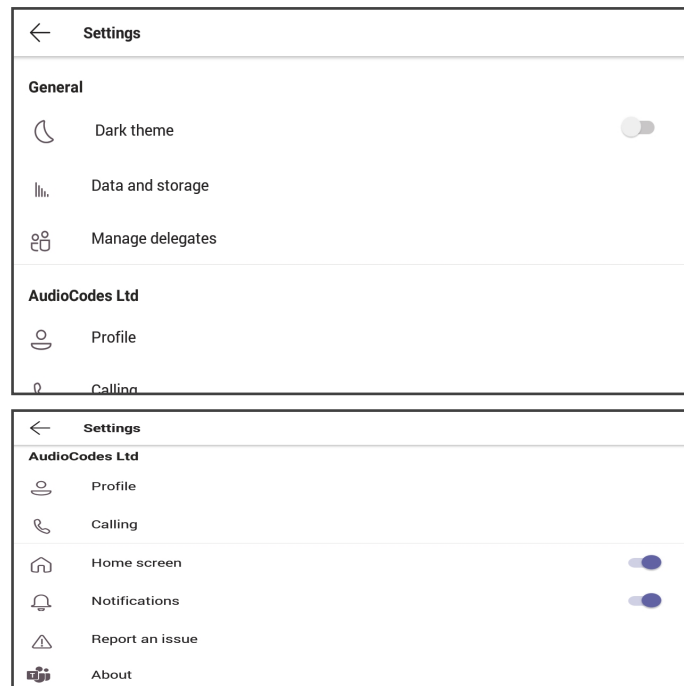 Settings
General
Dark theme
Data and storage
Manage delegates
AudioCodes Ltd
Profile
Calling
Settings
AudioCodes Ltd
Profile
Calling
Home screen
Notifications
Report an issue
About